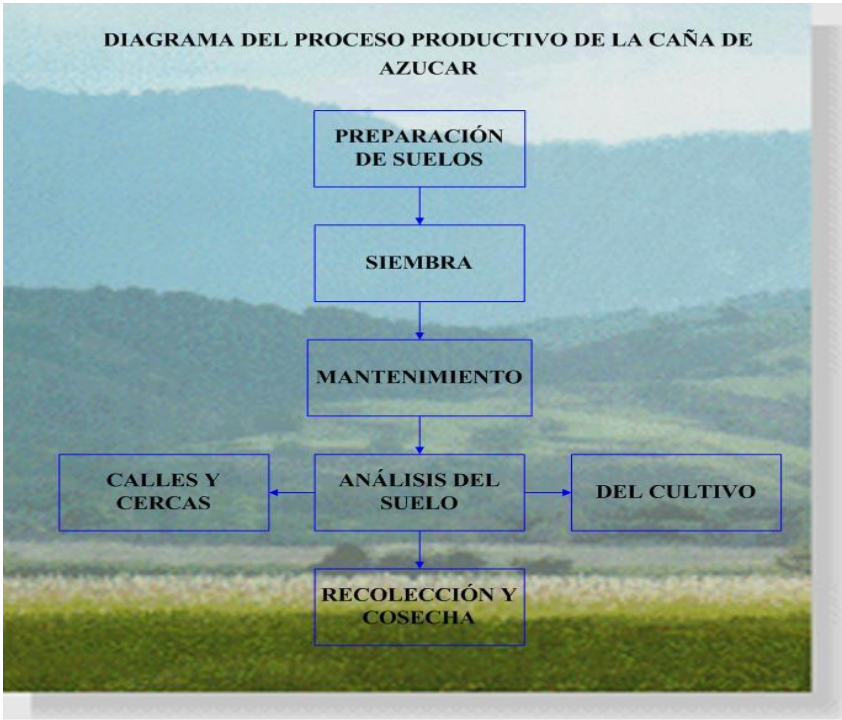 DIAGRAMA DEL PROCESO PRODUCTIVO DE LA CAÑA DE
AZUCAR
PREPARACIÓN
DE SUELOS
SIEMBRA
MANTENIMIENTO
CALLES Y
CERCAS
ANÁLISIS DEL
SUELO
DEL CULTIVO
RECOLECCIÓN Y
COSECHA